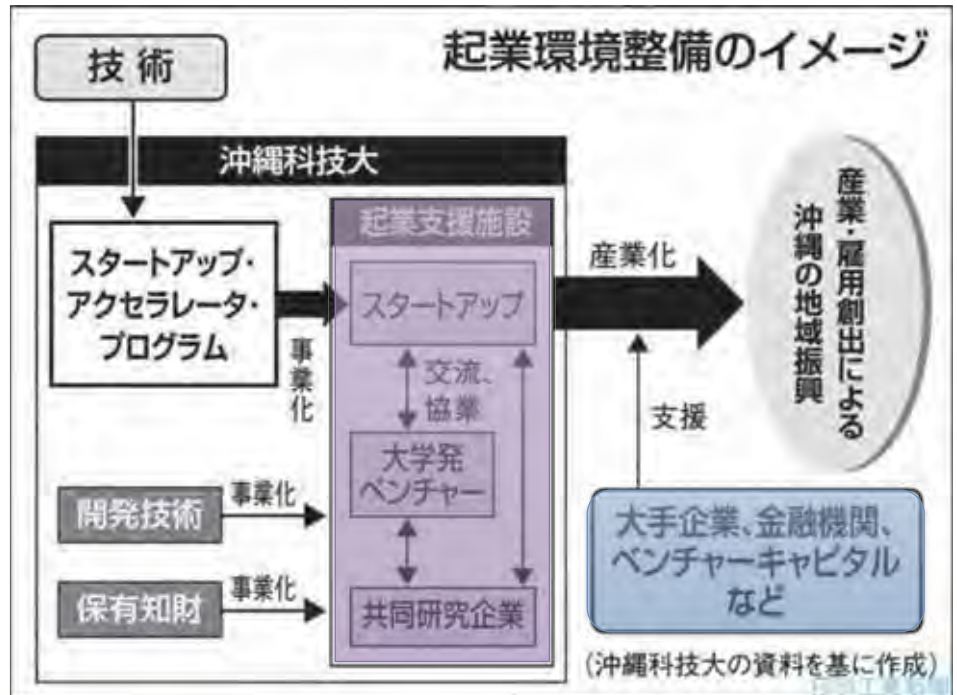 起業環境整備のイメージ
技術
沖縄科技大
スタートアップ・
アクセラレータ・
プログラム
事業化
起業支援施設
スタートアップ
交流、
協業
大学発
ベンチャー
共同研究企業
開発技術
事業化
保有知財
事業化
産業化
支援
産業・雇用創出による
沖縄の地域振興
大手企業、金融機関、
ベンチャーキャピタル
など
(沖縄科技大の資料を基に作成)